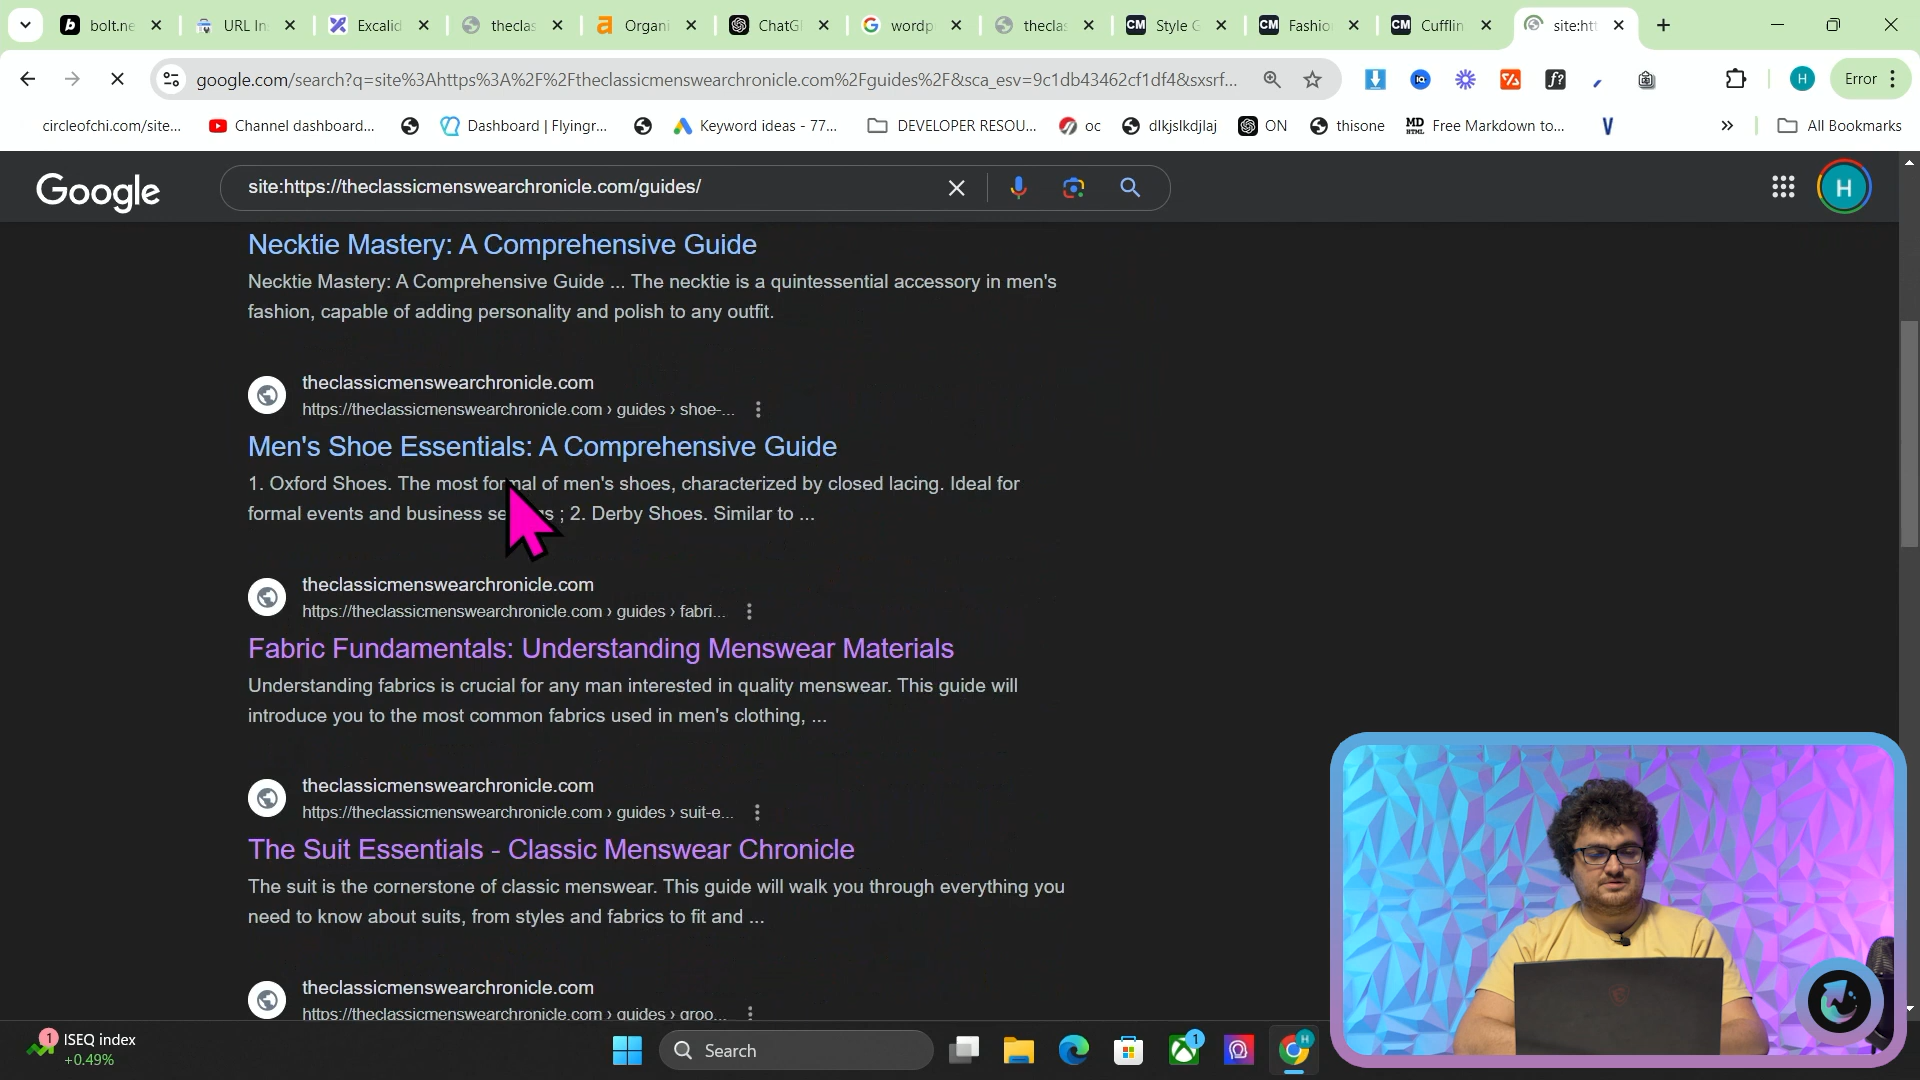 bolt.ne
URL In
Excalid
theclas
Organi
ChatG
wordp
theclas
CM Style G
CM Fashio
CM Cufflin
site:htt
google.com/search?q=site%3Ahttps%3A%2F%2Ftheclassicmenswearchronicle.com%2Fguides%2F&sca_esv=9c1db43462cf1df4&sxsrf...
H
Error
circleofchi.com/site...
Channel dashboard...
Dashboard | Flyingr...
Keyword ideas - 77...
DEVELOPER RESOU...
oc
dlkjslkdjlaj
ON
thisone
Free Markdown to...
All Bookmarks
Google
site:https://theclassicmenswearchronicle.com/guides/
H
Necktie Mastery: A Comprehensive Guide
Necktie Mastery: A Comprehensive Guide ... The necktie is a quintessential accessory in men's
fashion, capable of adding personality and polish to any outfit.
theclassicmenswearchronicle.com
https://theclassicmenswearchronicle.com › guides › shoe-...
Men's Shoe Essentials: A Comprehensive Guide
1. Oxford Shoes. The most formal of men's shoes, characterized by closed lacing. Ideal for
formal events and business ; 2. Derby Shoes. Similar to ...
theclassicmenswearchronicle.com
https://theclassicmenswearchronicle.com › guides › fabri...
Fabric Fundamentals: Understanding Menswear Materials
Understanding fabrics is crucial for any man interested in quality menswear. This guide will
introduce you to the most common fabrics used in men's clothing, ...
theclassicmenswearchronicle.com
https://theclassicmenswearchronicle.com › guides › suit-e...
The Suit Essentials - Classic Menswear Chronicle
The suit is the cornerstone of classic menswear. This guide will walk you through everything you
need to know about suits, from styles and fabrics to fit and ...
theclassicmenswearchronicle.com
https://theclassicmenswearchronicle.com › guides › groo...
1
ISEQ index
+0.49%
Search
1
H